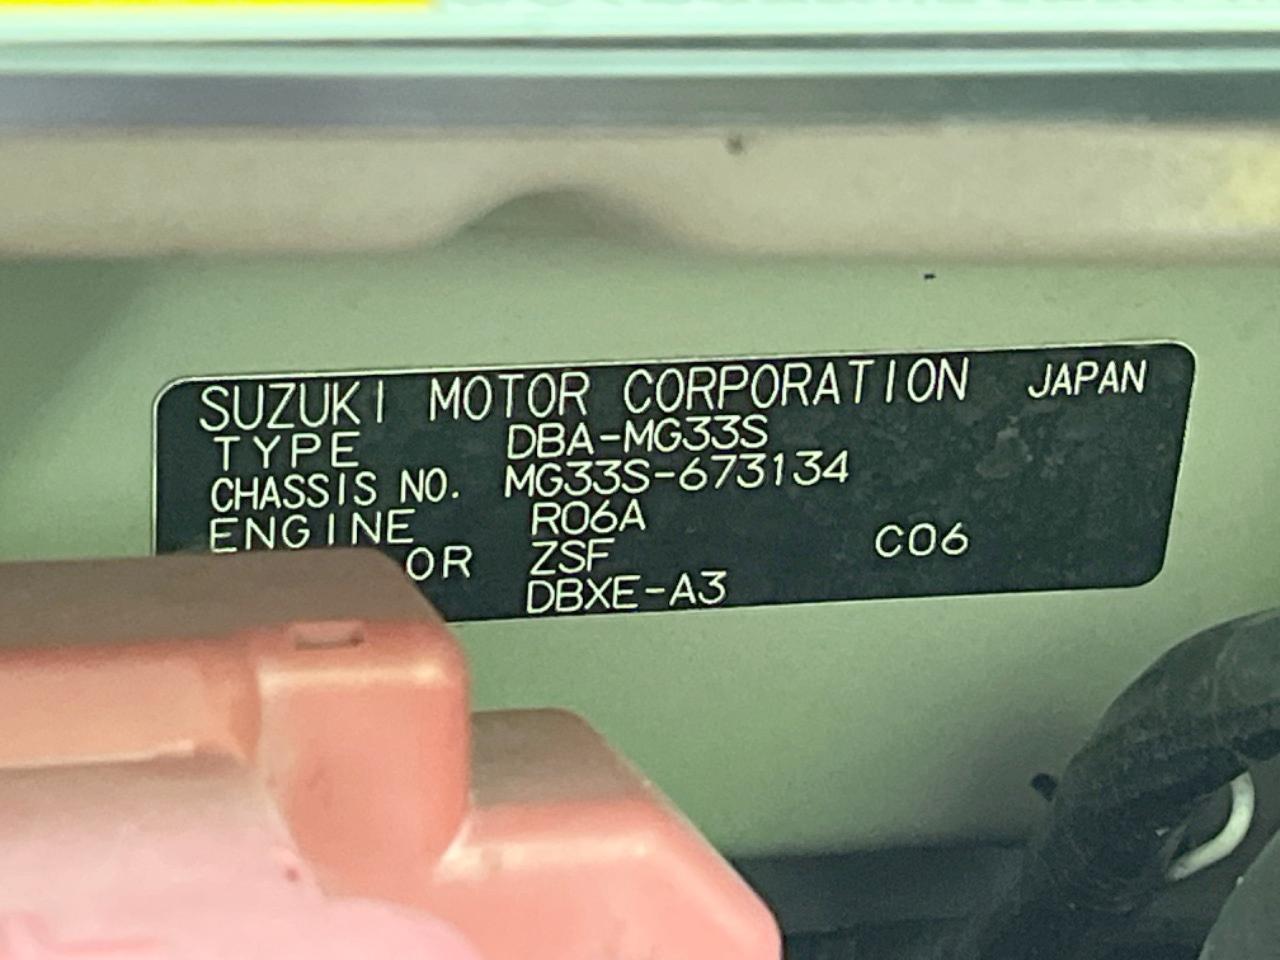 SUZUKI MOTOR CORPORATION JAPAN
TYPE DBA-MG33S
CHASSIS NO. MG33S-673134
ENGINE R06A
OR ZSF C06
DBXE-A3